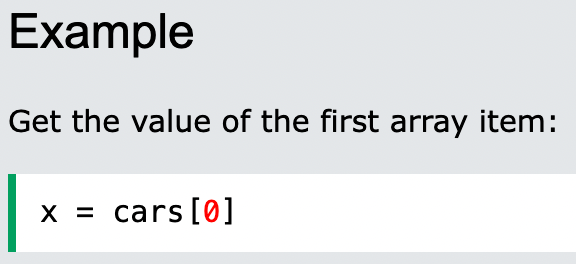 Example
Get the value of the first array item:
x = cars[0]